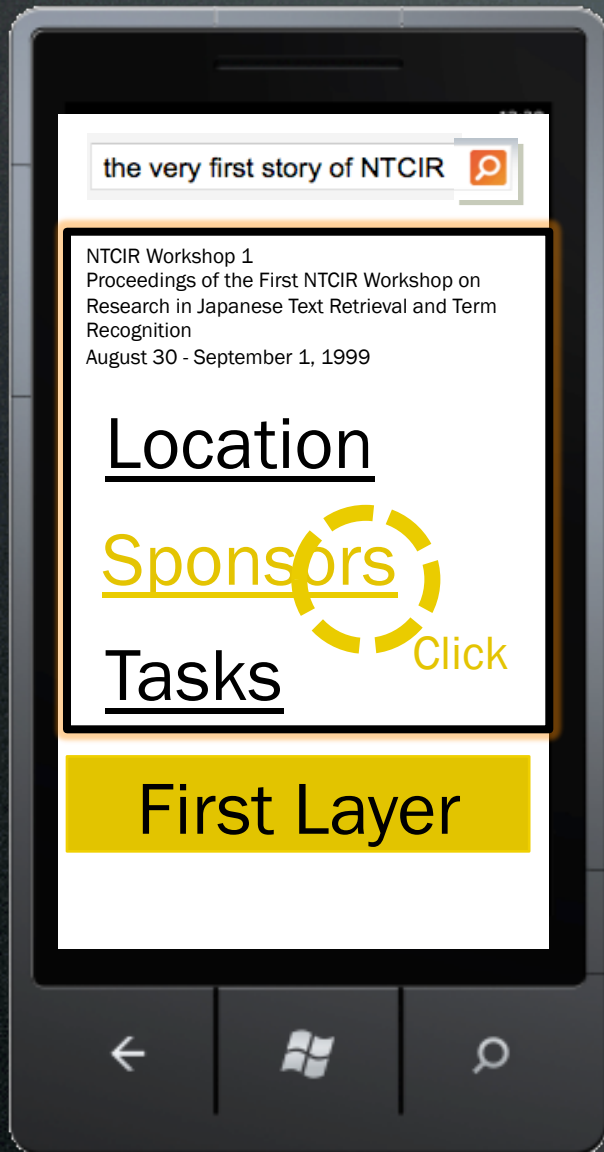 the very first story of NTCIR
NTCIR Workshop 1
Proceedings of the First NTCIR Workshop on
Research in Japanese Text Retrieval and Term
Recognition
August 30 - September 1, 1999
Location
Sponsors
Click
Tasks
First Layer